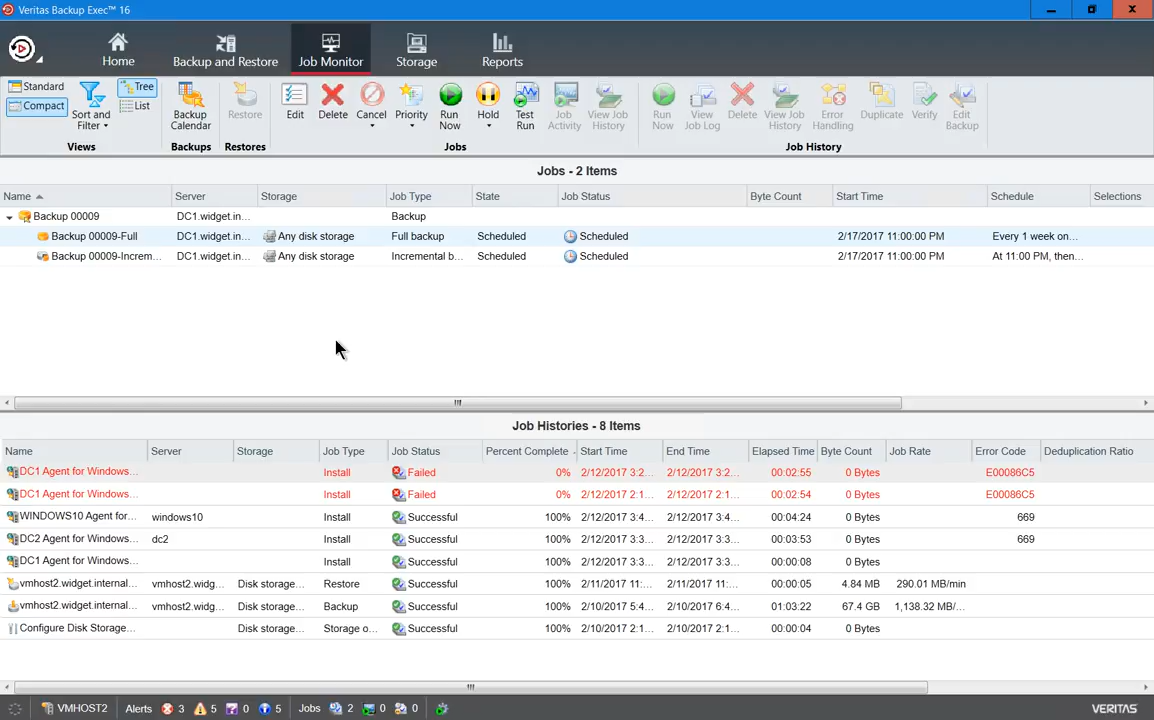 Veritas Backup Exec™ 16
Home
Backup and Restore
Job Monitor
Storage
Reports
Standard
Compact
Sort and Filter
Tree
List
Views
Backup Calendar
Backups
Restore
Restores
Edit
Delete
Cancel
Priority
Run Now
Hold
Test Run
Job Activity
View Job History
Jobs
Run Now
View Job Log
Delete
View Job History
Error Handling
Duplicate
Verify
Edit Backup
Job History
Jobs - 2 Items
Name Server Storage Job Type State Job Status Byte Count Start Time Schedule Selections
Backup 00009 DC1.widget.in... Backup
Backup 00009-Full DC1.widget.in... Any disk storage Full backup Scheduled Scheduled 2/17/2017 11:00:00 PM Every 1 week on...
Backup 00009-Increm... DC1.widget.in... Any disk storage Incremental b... Scheduled Scheduled 2/17/2017 11:00:00 PM At 11:00 PM, then...
Job Histories - 8 Items
Name Server Storage Job Type Job Status Percent Complete Start Time End Time Elapsed Time Byte Count Job Rate Error Code Deduplication Ratio
DC1 Agent for Windows... Install Failed 0% 2/12/2017 3:2... 2/12/2017 3:2... 00:02:55 0 Bytes E00086C5
DC1 Agent for Windows... Install Failed 0% 2/12/2017 2:1... 2/12/2017 2:1... 00:02:54 0 Bytes E00086C5
WINDOWS10 Agent for... windows10 Install Successful 100% 2/12/2017 3:4... 2/12/2017 3:4... 00:04:24 0 Bytes 669
DC2 Agent for Windows... dc2 Install Successful 100% 2/12/2017 3:3... 2/12/2017 3:3... 00:03:53 0 Bytes 669
DC1 Agent for Windows... Install Successful 100% 2/12/2017 3:3... 2/12/2017 3:3... 00:00:08 0 Bytes
vmhost2.widget.internal... vmhost2.widg... Disk storage... Restore Successful 100% 2/11/2017 11:... 2/11/2017 11:... 00:00:05 4.84 MB 290.01 MB/min
vmhost2.widget.internal... vmhost2.widg... Disk storage... Backup Successful 100% 2/10/2017 5:4... 2/10/2017 6:4... 01:03:22 67.4 GB 1,138.32 MB/...
Configure Disk Storage... Disk storage... Storage o... Successful 100% 2/10/2017 2:1... 2/10/2017 2:1... 00:00:04 0 Bytes
VMHOST2 Alerts 3 5 0 5 Jobs 2 0 0 VERITAS